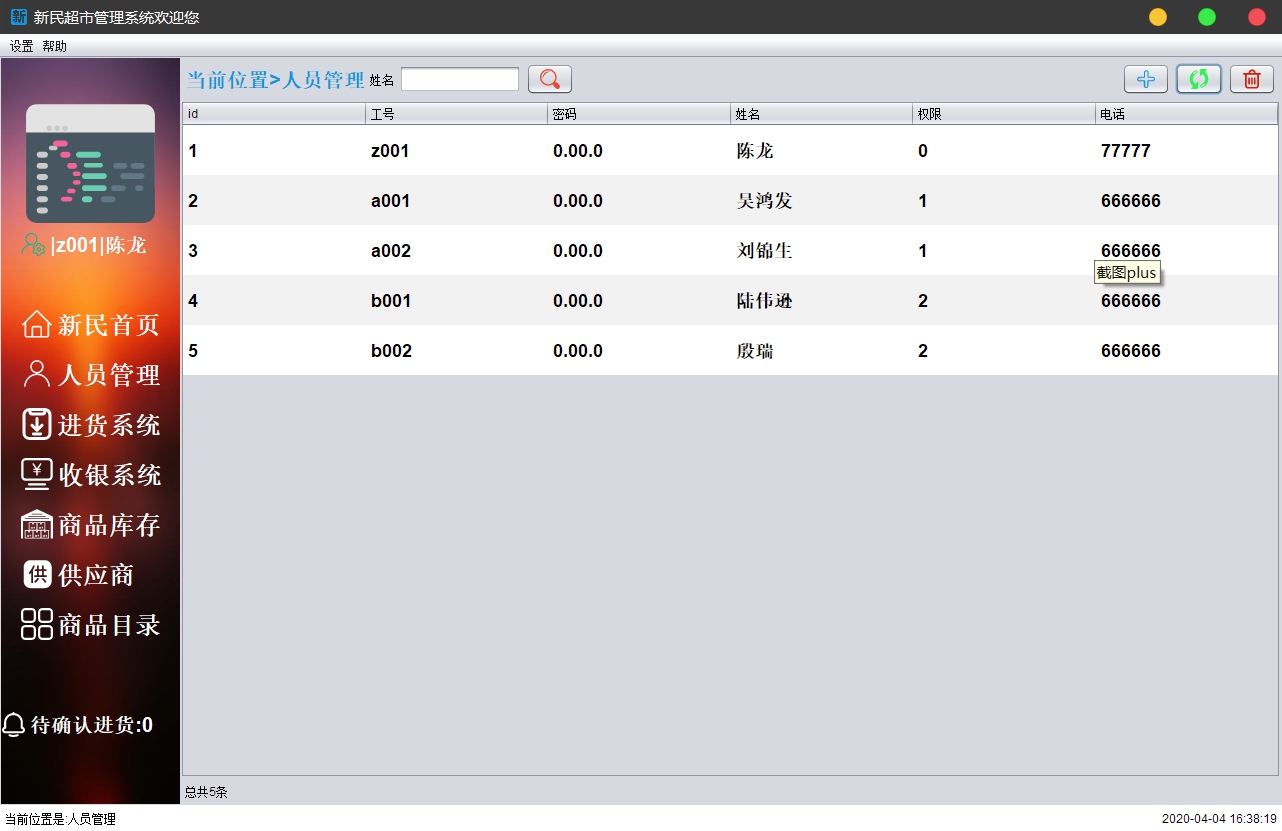 新 新民超市管理系统欢迎您
设置 帮助
当前位置>人员管理 姓名
|z001|陈龙
新民首页
人员管理
进货系统
¥ 收银系统
商品库存
供 供应商
商品目录
待确认进货:0
id 工号 密码 姓名 权限 电话
1 z001 0.00.0 陈龙 0 77777
2 a001 0.00.0 吴鸿发 1 666666
3 a002 0.00.0 刘锦生 1 666666
截图plus
4 b001 0.00.0 陆伟逊 2 666666
5 b002 0.00.0 殷瑞 2 666666
总共5条
当前位置是:人员管理 2020-04-04 16:38:19